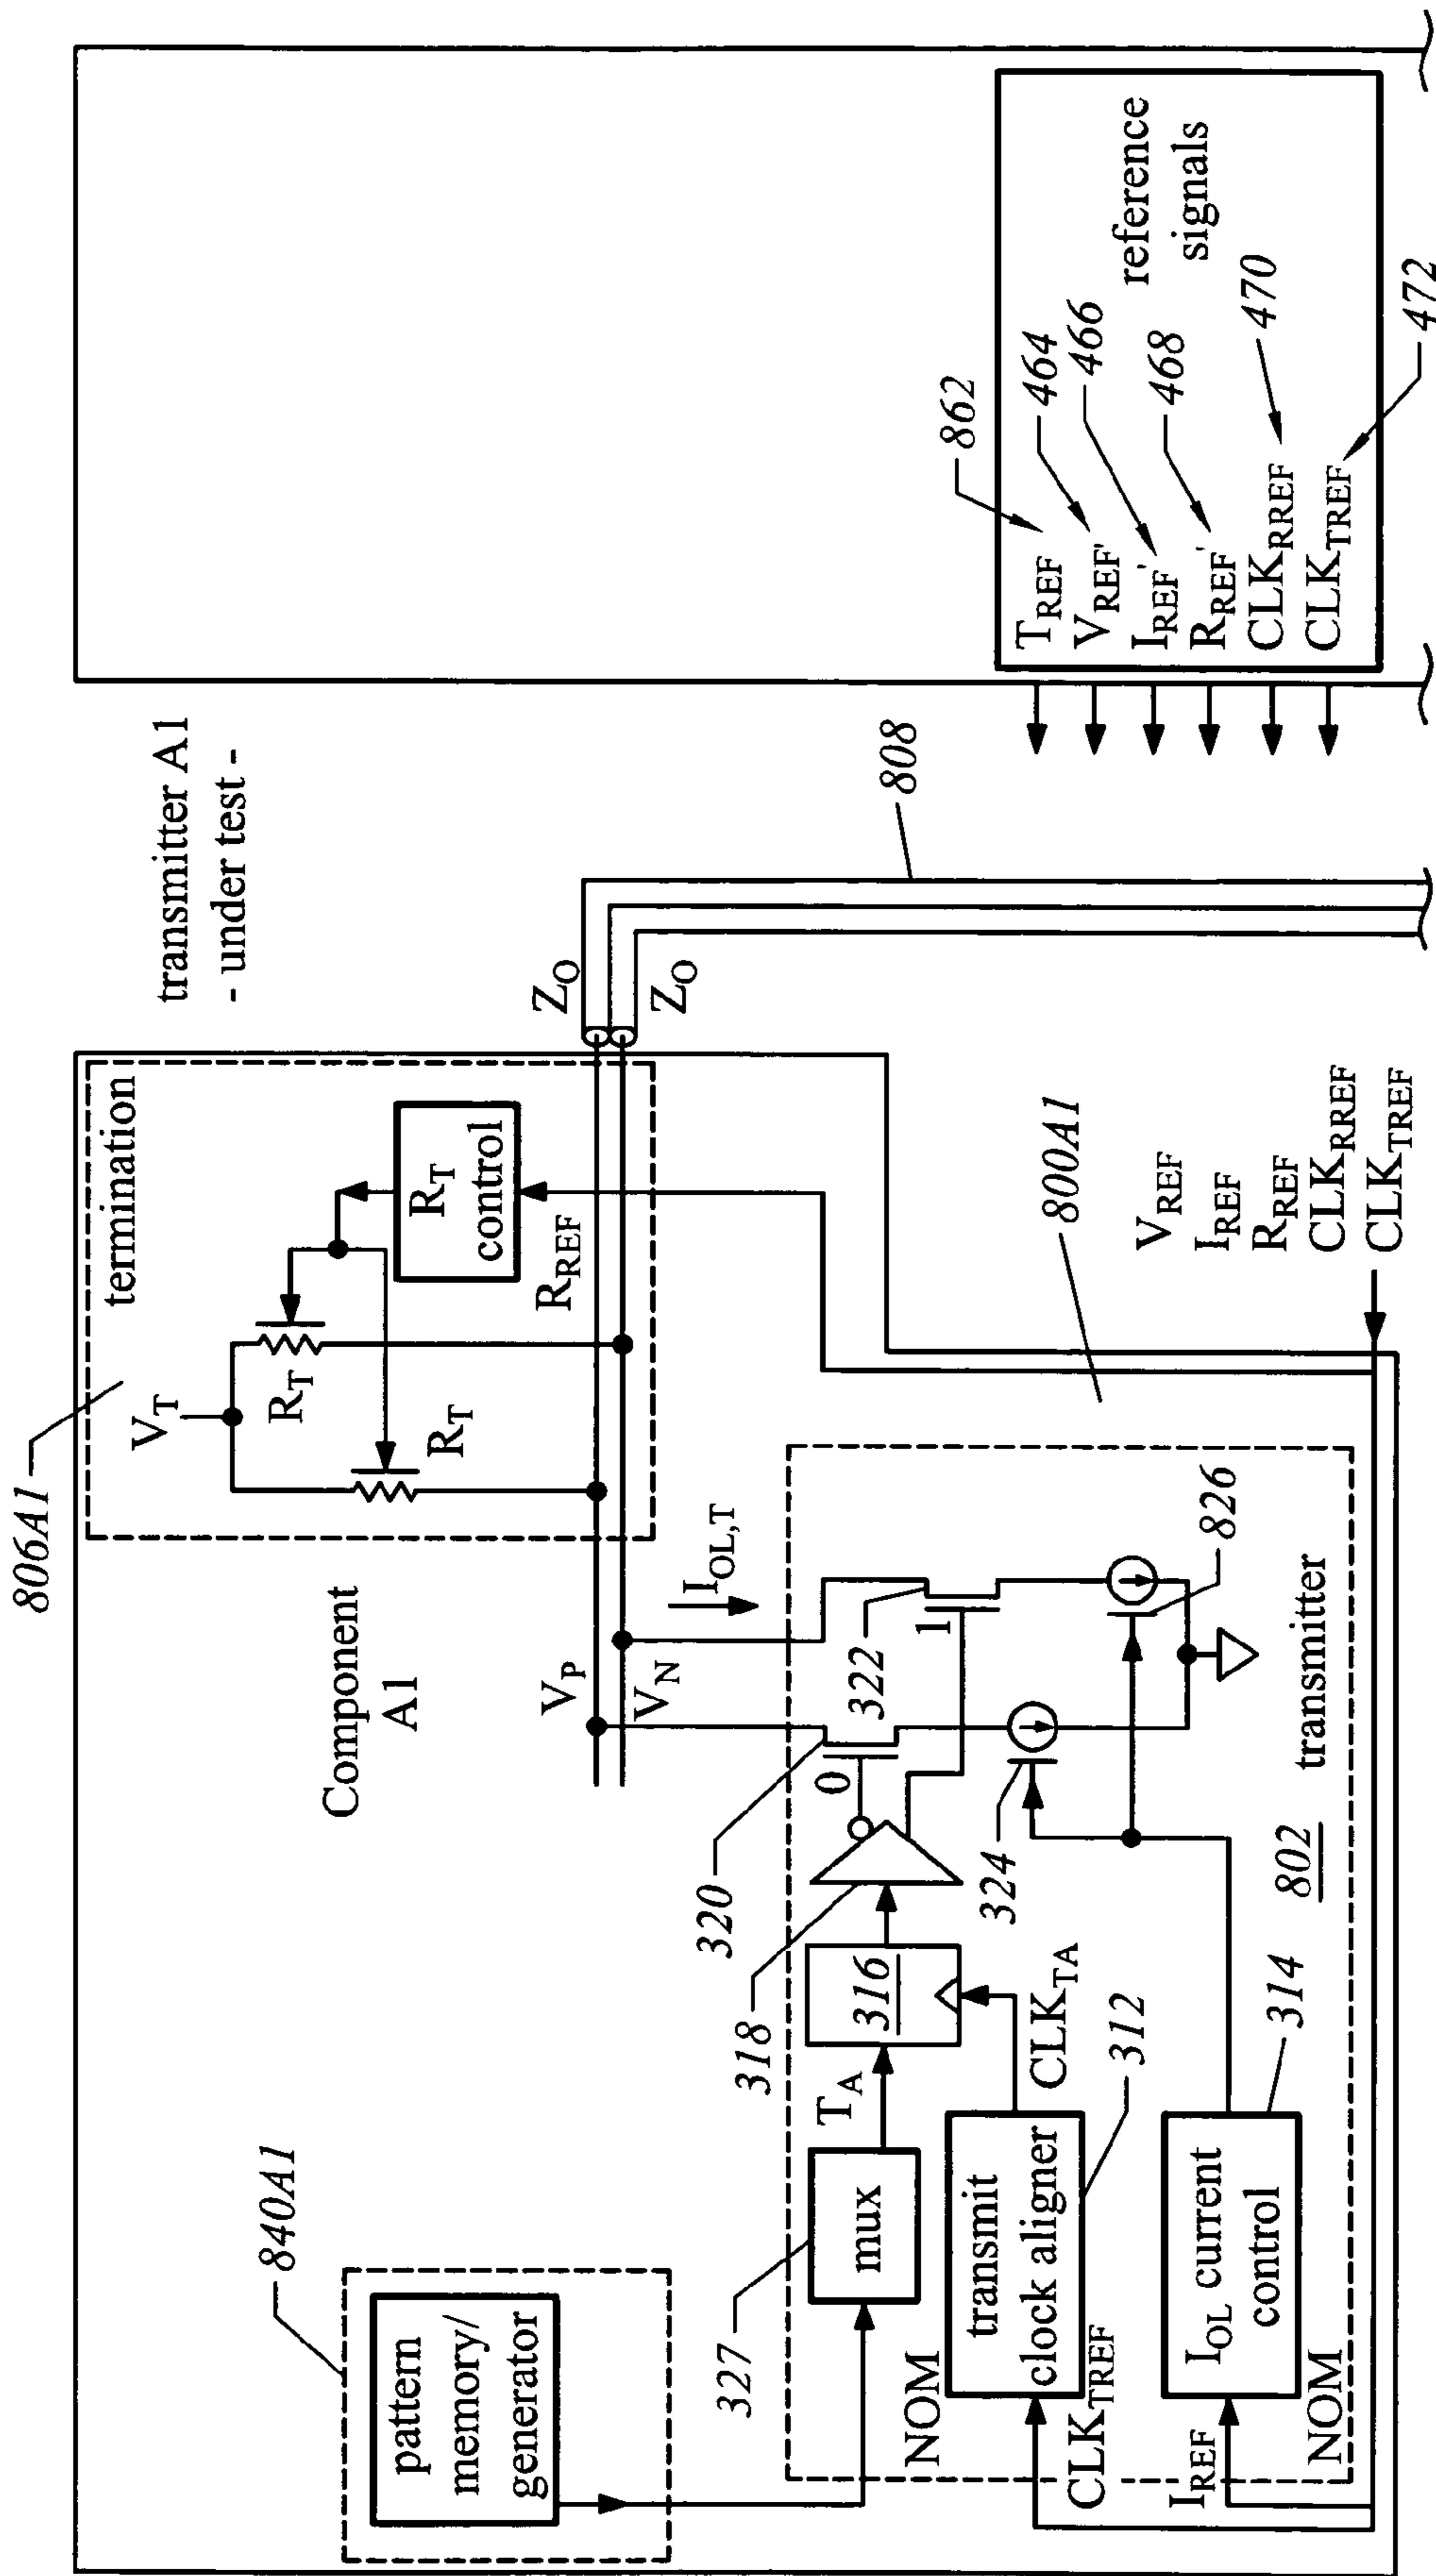 840A1
pattern
memory/
generator
Component
A1
806A1
termination
V_T
R_T
R_T
R_T
control
R_REF
transmitter A1
- under test -
V_P
V_N
I_OL,T
Z_O
Z_O
808
327
mux
T_A
318
316
320
0
322
1
NOM
transmit
clock aligner
CLK_TREF
CLK_TA
312
324
826
I_REF
I_OL current
control
NOM
314
802
transmitter
800A1
V_REF
I_REF
R_REF
CLK_RREF
CLK_TREF
T_REF
V_REF'
I_REF'
R_REF'
CLK_RREF
CLK_TREF
862
464
466
468
470
472
reference
signals